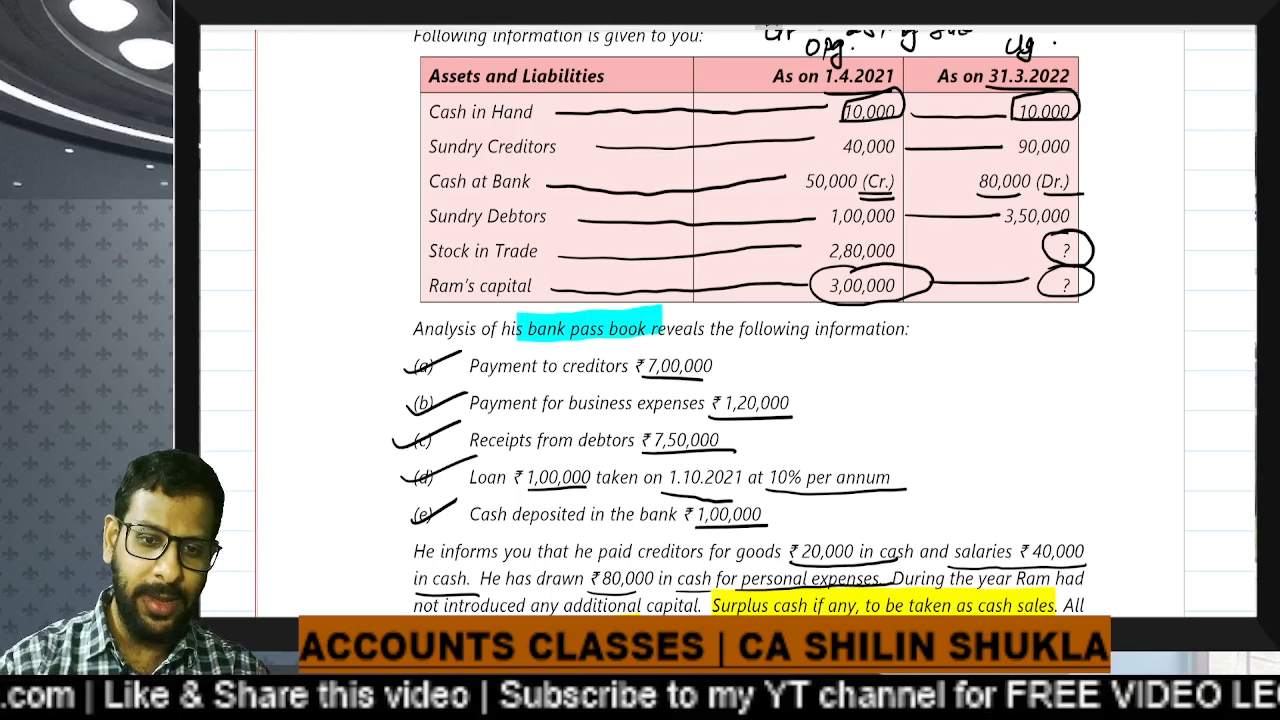 Following information is given to you:
Opg. Clg.
Assets and Liabilities As on 1.4.2021 As on 31.3.2022
Cash in Hand 10,000 10,000
Sundry Creditors 40,000 90,000
Cash at Bank 50,000 (Cr.) 80,000 (Dr.)
Sundry Debtors 1,00,000 3,50,000
Stock in Trade 2,80,000 ?
Ram's capital 3,00,000 ?
Analysis of his bank pass book reveals the following information:
(a) Payment to creditors ₹ 7,00,000
(b) Payment for business expenses ₹ 1,20,000
(c) Receipts from debtors ₹ 7,50,000
(d) Loan ₹ 1,00,000 taken on 1.10.2021 at 10% per annum
(e) Cash deposited in the bank ₹ 1,00,000
He informs you that he paid creditors for goods ₹ 20,000 in cash and salaries ₹ 40,000
in cash. He has drawn ₹ 80,000 in cash for personal expenses. During the year Ram had
not introduced any additional capital. Surplus cash if any, to be taken as cash sales. All
ACCOUNTS CLASSES | CA SHILIN SHUKLA
.com | Like & Share this video | Subscribe to my YT channel for FREE VIDEO LE